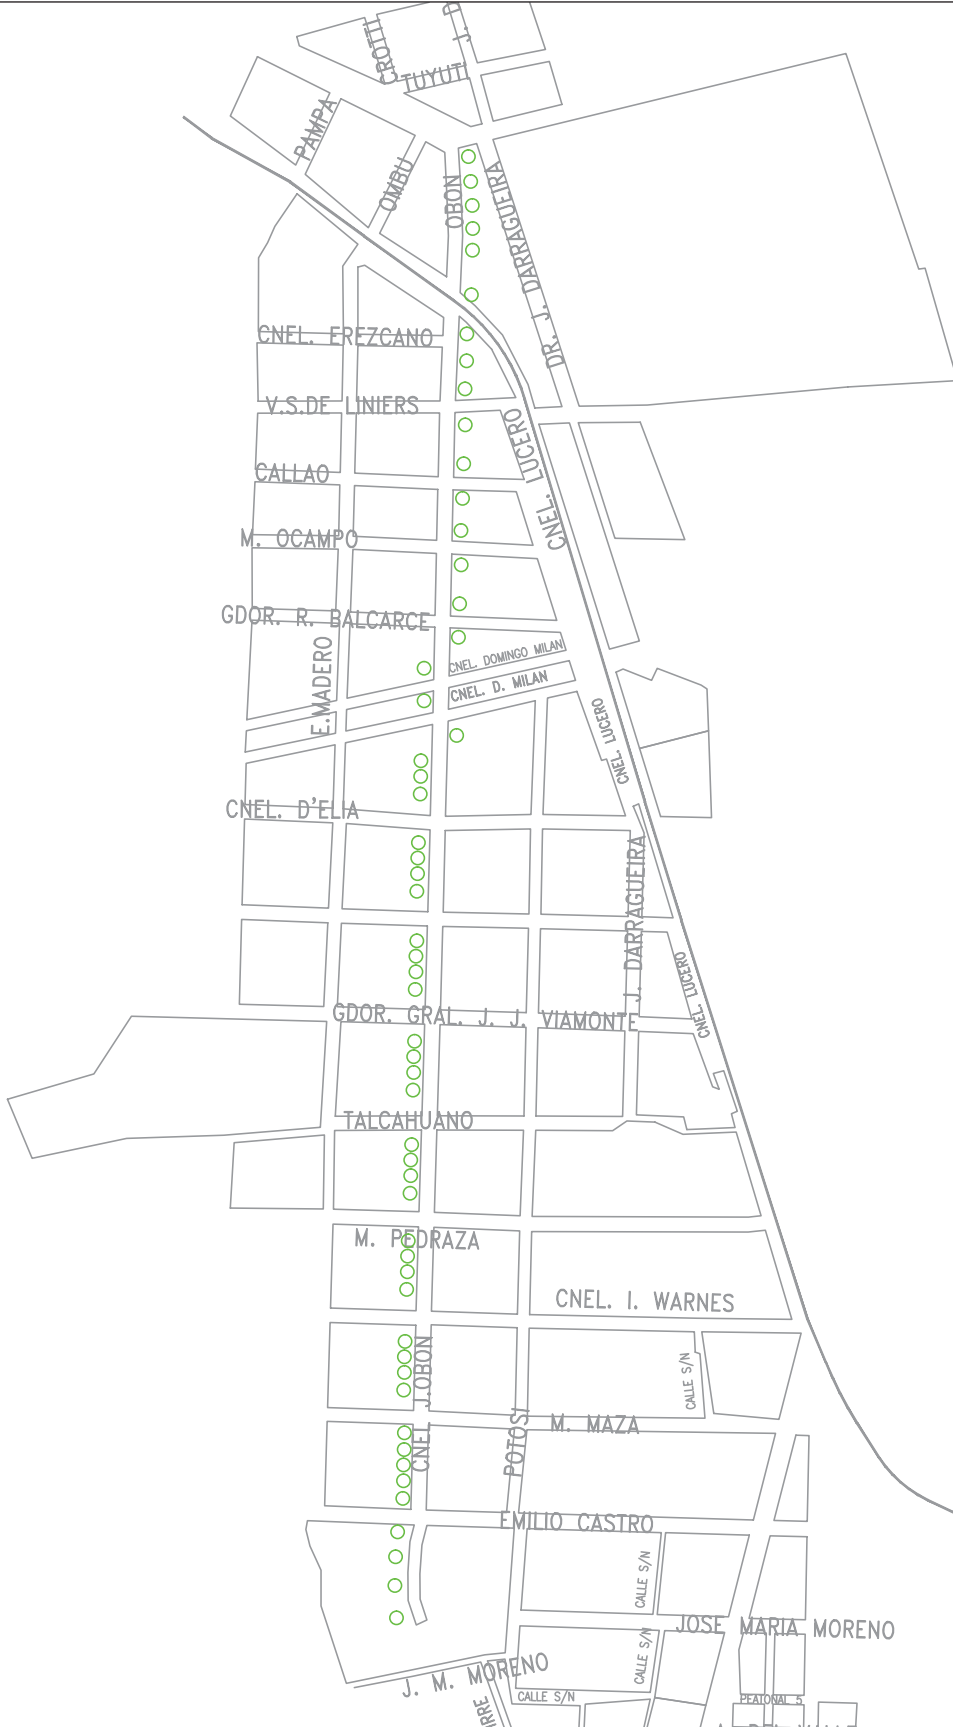 CROTTI
J. D
TUYUTI
PAMPA
OMBU
OBON
DR. J. DARRAGUEIRA
CNEL. EREZCANO
V.S.DE LINIERS
CNEL. LUCERO
CALLAO
M. OCAMPO
GDOR. R. BALCARCE
E.MADERO
CNEL. DOMINGO MILAN
CNEL. D. MILAN
CNEL. LUCERO
CNEL. D'ELIA
J. DARRAGUEIRA
CNEL. LUCERO
GDOR. GRAL. J. J. VIAMONTE
TALCAHUANO
M. PEDRAZA
CNEL. I. WARNES
CNEL J.OBON
CALLE S/N
POTOSI
M. MAZA
EMILIO CASTRO
CALLE S/N
JOSE MARIA MORENO
CALLE S/N
J. M. MORENO
CALLE S/N
PEATONAL 5